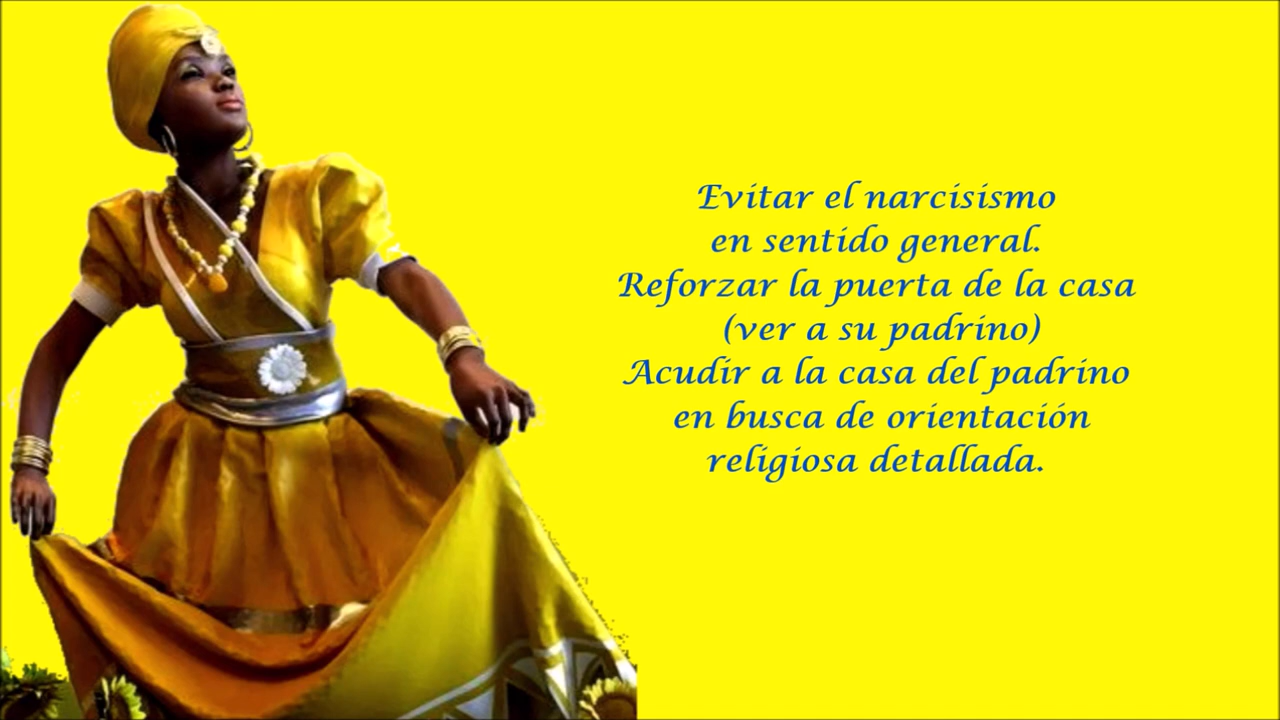 Evitar el narcisismo
en sentido general.
Reforzar la puerta de la casa
(ver a su padrino)
Acudir a la casa del padrino
en busca de orientación
religiosa detallada.